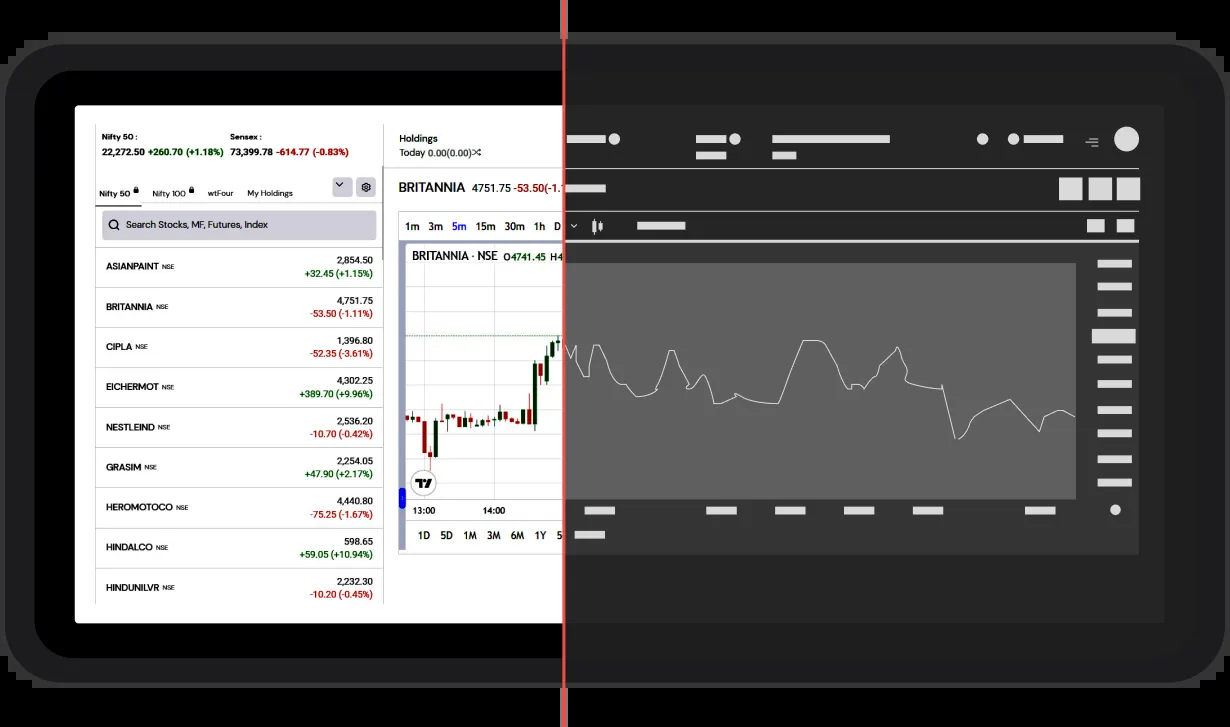 Nifty 50 : Sensex :
22,272.50 +260.70 (+1.18%) 73,399.78 -614.77 (-0.83%)
Nifty 50 Nifty 100 wtFour My Holdings
Search Stocks, MF, Futures, Index
ASIANPAINT NSE 2,854.50
+32.45 (+1.15%)
BRITANNIA NSE 4,751.75
-53.50 (-1.11%)
CIPLA NSE 1,396.80
-52.35 (-3.61%)
EICHERMOT NSE 4,302.25
+389.70 (+9.96%)
NESTLEIND NSE 2,536.20
-10.70 (-0.42%)
GRASIM NSE 2,254.05
+47.90 (+2.17%)
HEROMOTOCO NSE 4,440.80
-75.25 (-1.67%)
HINDALCO NSE 598.65
+59.05 (+10.94%)
HINDUNILVR NSE 2,232.30
-10.20 (-0.45%)
Holdings
Today 0.00(0.00)
BRITANNIA 4751.75 -53.50(-1.1
1m 3m 5m 15m 30m 1h D
BRITANNIA · NSE O4741.45 H4
13:00 14:00
1D 5D 1M 3M 6M 1Y 5